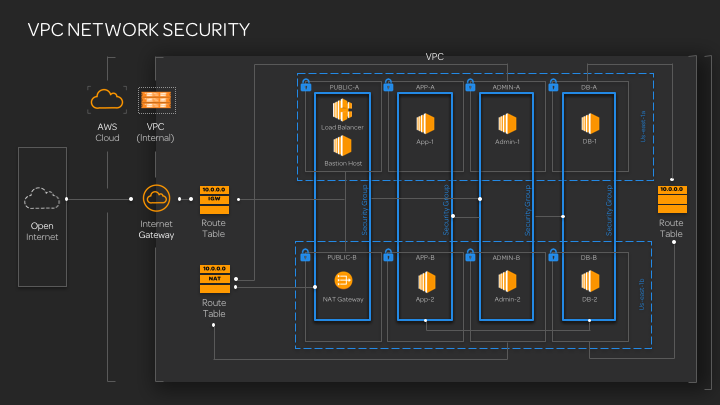 VPC NETWORK SECURITY
VPC
PUBLIC-A
APP-A
ADMIN-A
DB-A
Load Balancer
Bastion Host
App-1
Admin-1
DB-1
Us-east-1a
AWS
Cloud
VPC
(Internal)
Open
Internet
Internet
Gateway
10.0.0.0
IGW
Route
Table
10.0.0.0
NAT
Route
Table
Security Group
Security Group
Security Group
Security Group
10.0.0.0
Route
Table
PUBLIC-B
APP-B
ADMIN-B
DB-B
NAT Gateway
App-2
Admin-2
DB-2
Us-east-1b